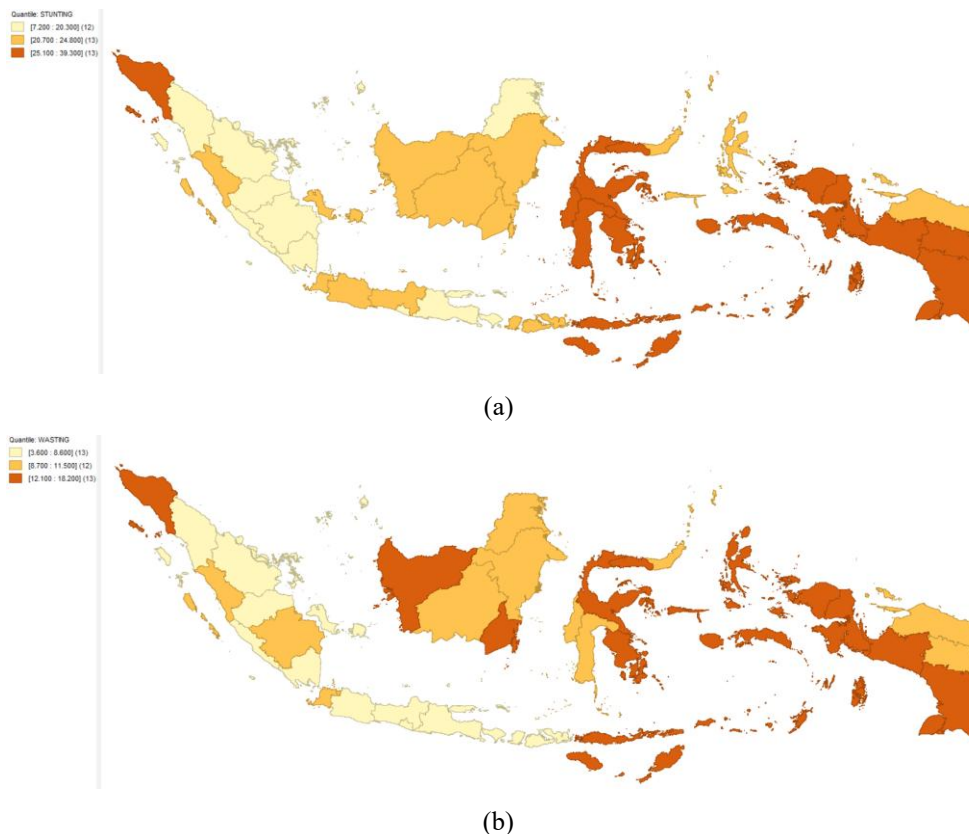 Quantile: STUNTING
[7.200 : 20.300] (12)
[20.700 : 24.800] (13)
[25.100 : 39.300] (13)
(a)
Quantile: WASTING
[3.600 : 8.600] (13)
[8.700 : 11.500] (12)
[12.100 : 18.200] (13)
(b)